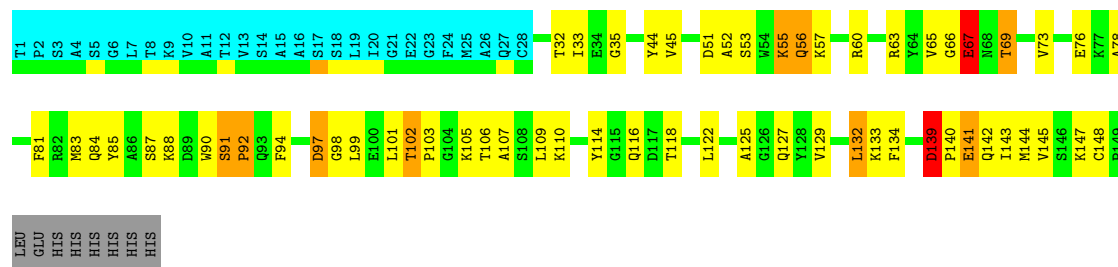 T1 P2 S3 A4 S5 G6 L7 T8 K9 V10 A11 T12 V13 S14 A15 A16 S17 S18 L19 I20 G21 E22 G23 F24 M25 A26 Q27 C28 T32 I33 E34 G35 Y44 V45 D51 A52 S53 W54 K55 Q56 K57 R60 R63 Y64 V65 G66 E67 N68 T69 V73 E76 K77 A78
F81 R82 M83 Q84 Y85 A86 S87 K88 D89 W90 S91 P92 Q93 F94 D97 G98 L99 E100 L101 T102 P103 G104 K105 T106 A107 S108 L109 K110 Y114 G115 Q116 D117 T118 L122 A125 G126 Q127 Y128 V129 L132 K133 F134 D139 P140 E141 Q142 I143 M144 V145 S146 K147 C148
LEU GLU HIS HIS HIS HIS HIS HIS